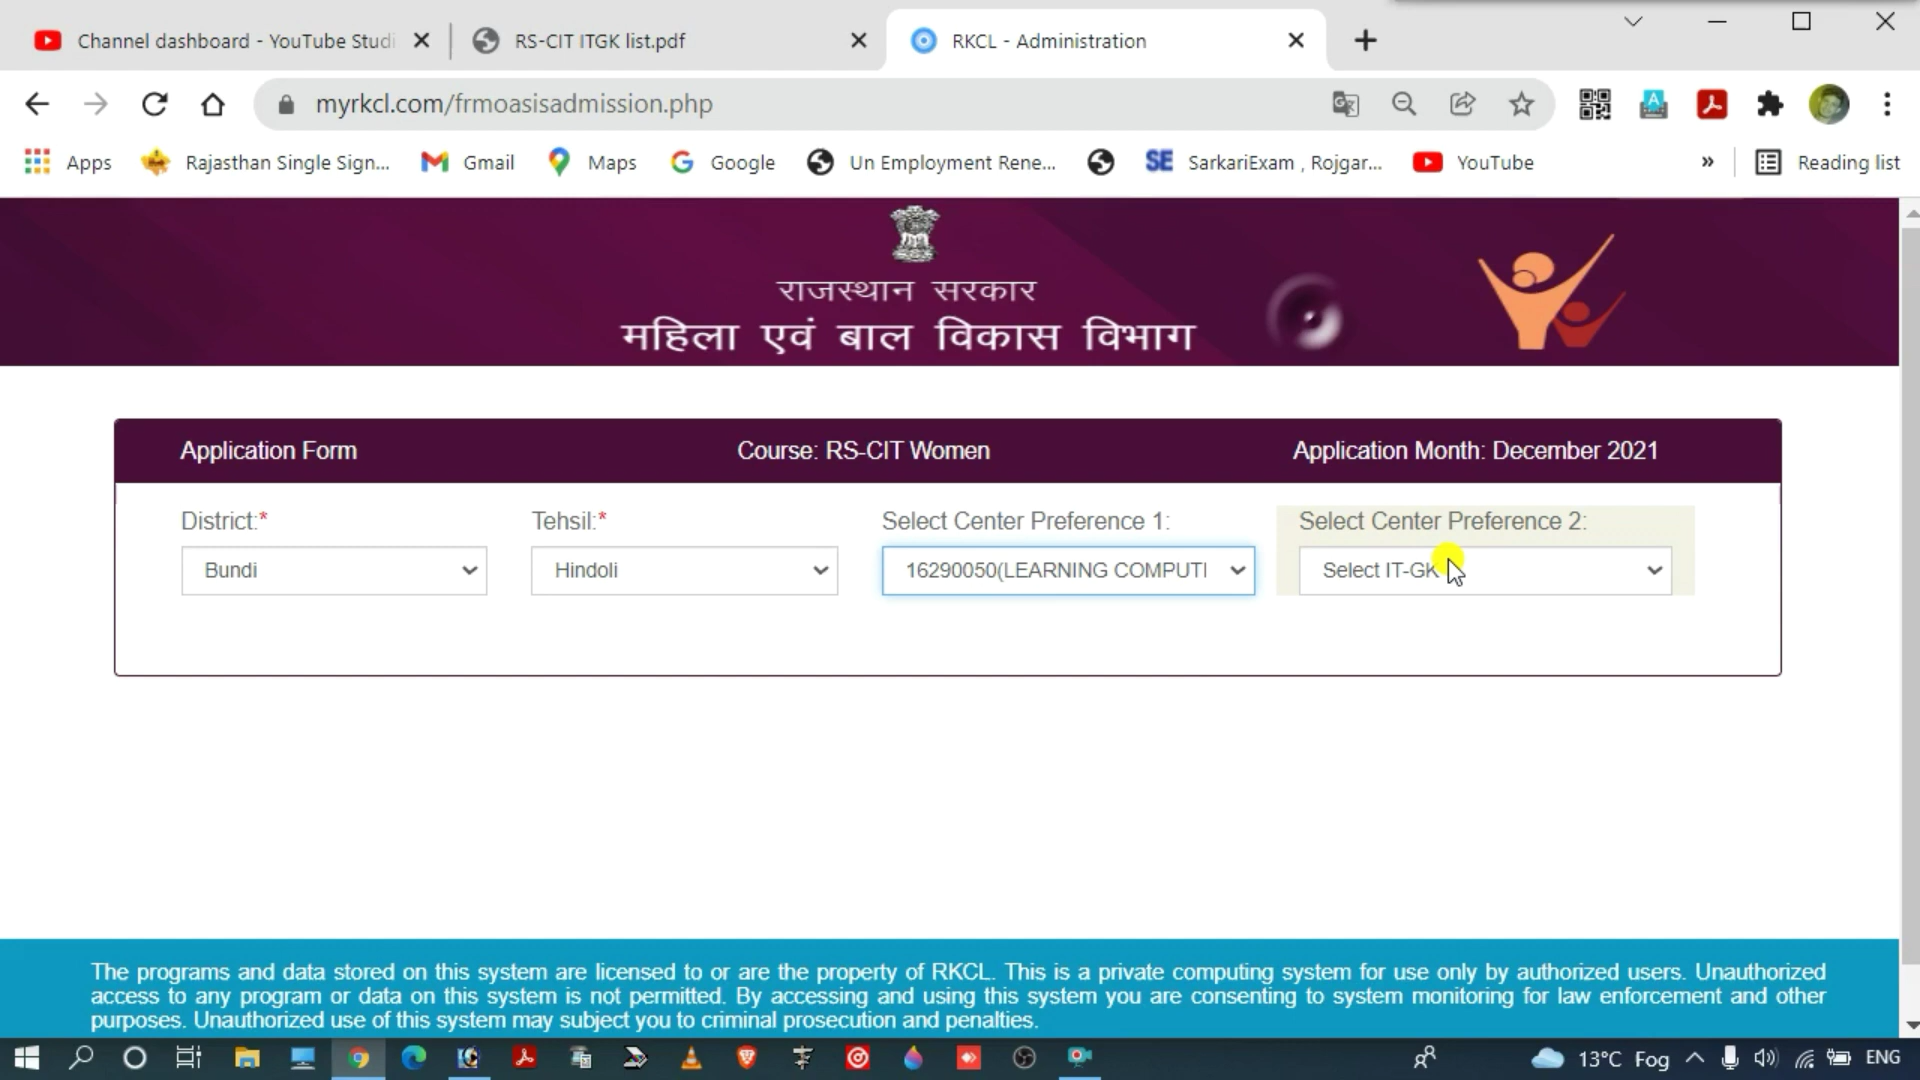 Channel dashboard - YouTube Studi
RS-CIT ITGK list.pdf
RKCL - Administration
myrkcl.com/frmoasisadmission.php
Apps
Rajasthan Single Sign...
Gmail
Maps
Google
Un Employment Rene...
SE SarkariExam , Rojgar...
YouTube
»
Reading list
राजस्थान सरकार
महिला एवं बाल विकास विभाग
Application Form
Course: RS-CIT Women
Application Month: December 2021
District:*
Tehsil:*
Select Center Preference 1:
Select Center Preference 2:
Bundi
Hindoli
16290050(LEARNING COMPUTI
Select IT-GK
The programs and data stored on this system are licensed to or are the property of RKCL. This is a private computing system for use only by authorized users. Unauthorized
access to any program or data on this system is not permitted. By accessing and using this system you are consenting to system monitoring for law enforcement and other
purposes. Unauthorized use of this system may subject you to criminal prosecution and penalties.
13°C Fog
ENG